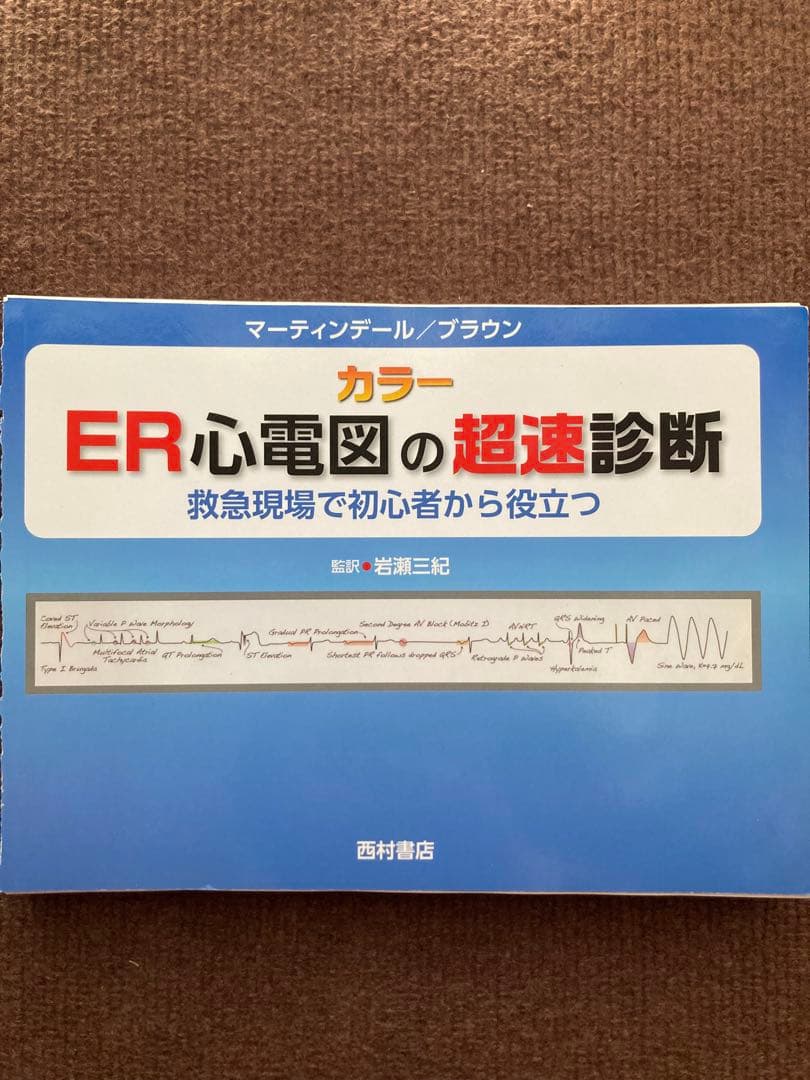 マーティンデール/ブラウン
カラー
ER心電図の超速診断
救急現場で初心者から役立つ
監訳●岩瀬三紀
Coved ST Elevation
Type I Brugada
Variable P Wave Morphology
Multifocal Atrial Tachycardia
QT Prolongation
ST Elevation
Gradual PR Prolongation
Second Degree AV Block (Mobitz I)
Shortest PR follows dropped QRS
AVNRT
Retrograde P Waves
QRS Widening
Peaked T
Hyperkalemia
AV Paced
Sine Wave, K=9.2 mg/dL
西村書店